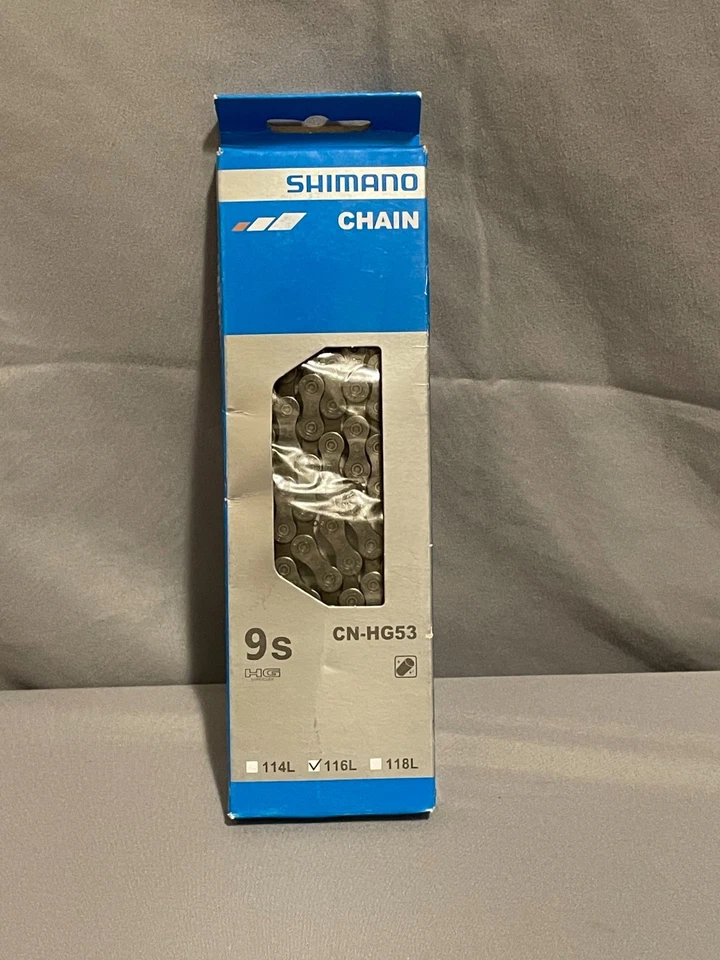 SHIMANO
CHAIN
9s
CN-HG53
HG
114L 116L 118L